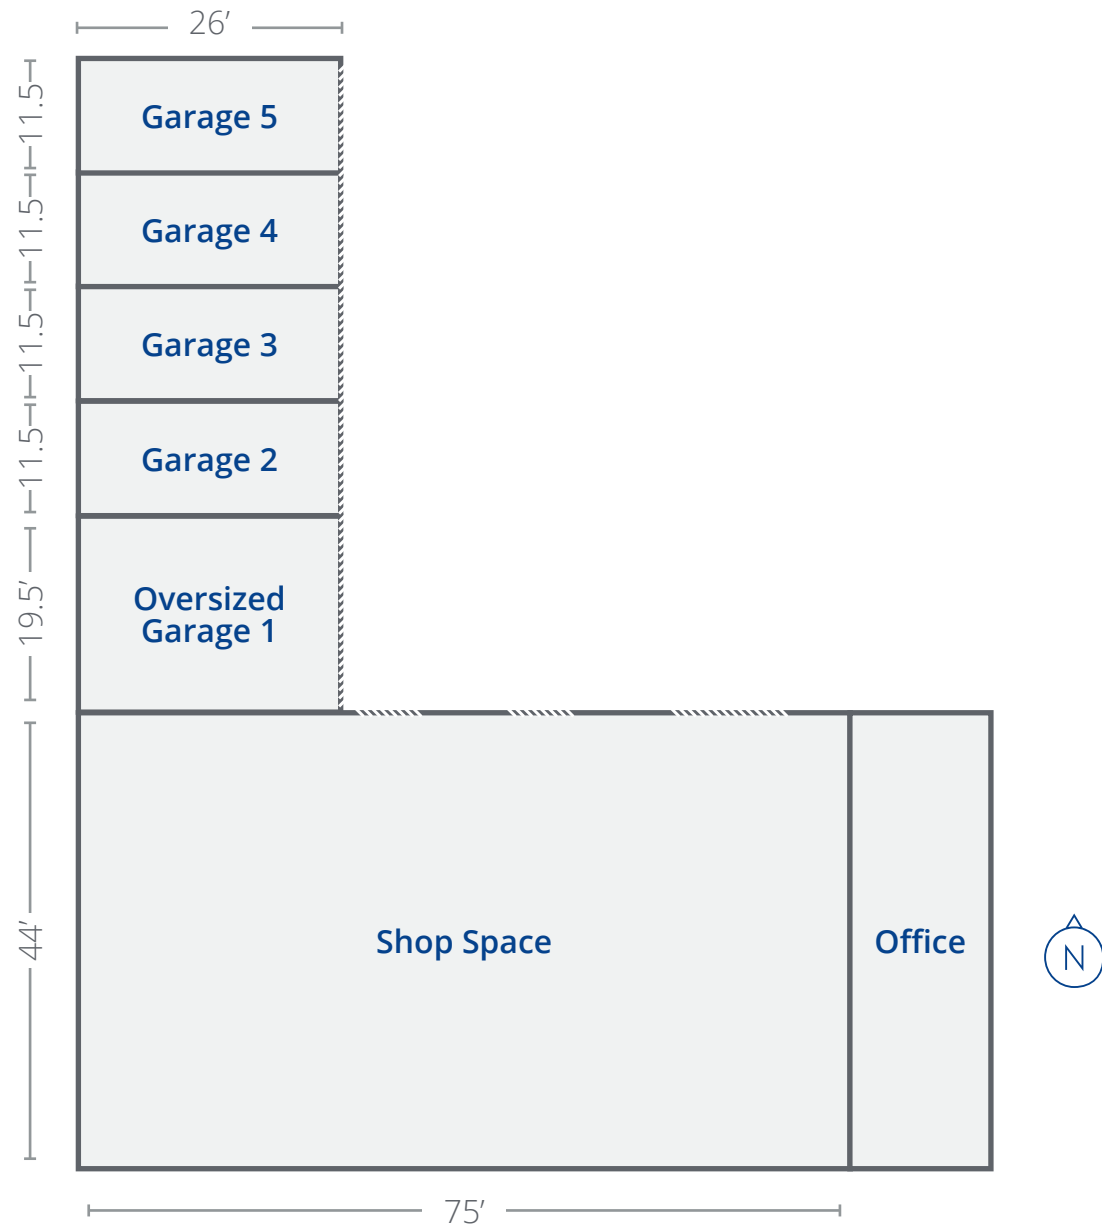 26’
11.5
Garage 5
11.5
Garage 4
11.5
Garage 3
11.5
Garage 2
19.5’
Oversized
Garage 1
44’
Shop Space
Office
N
75’